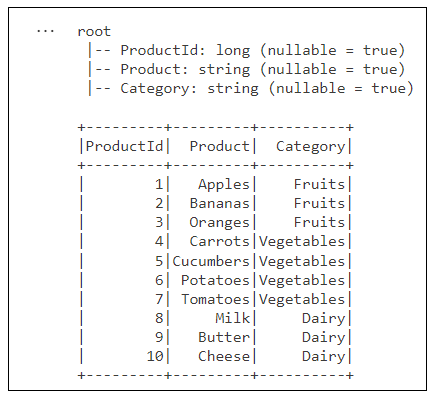 ... root
|-- ProductId: long (nullable = true)
|-- Product: string (nullable = true)
|-- Category: string (nullable = true)
+---------+---------+----------+
|ProductId|  Product|  Category|
+---------+---------+----------+
|        1|   Apples|    Fruits|
|        2|  Bananas|    Fruits|
|        3|  Oranges|    Fruits|
|        4|  Carrots|Vegetables|
|        5|Cucumbers|Vegetables|
|        6| Potatoes|Vegetables|
|        7| Tomatoes|Vegetables|
|        8|     Milk|     Dairy|
|        9|   Butter|     Dairy|
|       10|   Cheese|     Dairy|
+---------+---------+----------+